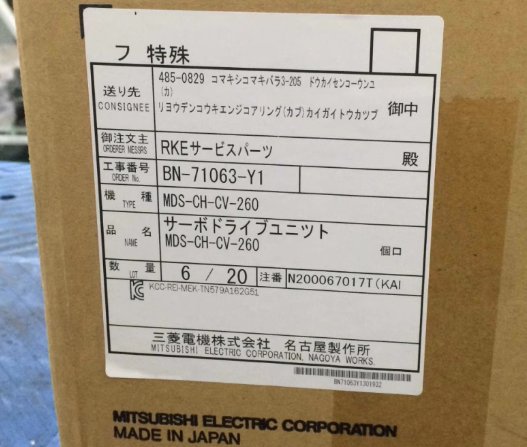 フ 特殊
送り先
CONSIGNEE
485-0829 コマキシコマキバラ3-205 ドウカイセンコーウンユ
(カ)
リヨウデンコウキエンジニアリング(カブ)カイガイトウカツブ 御中
御注文主
ORDERER MESSRS
RKEサービスパーツ 殿
工事番号
ORDER No.
BN-71063-Y1
機 種
TYPE
MDS-CH-CV-260
品 名
NAME
サーボドライブユニット
MDS-CH-CV-260 個口
数 量
LOT
6 / 20 注番 N200067017T(KAI
KCC-REI-MEK-TN579A162G51
三菱電機株式会社 名古屋製作所
MITSUBISHI ELECTRIC CORPORATION, NAGOYA WORKS
BN71063Y1301932
MITSUBISHI ELECTRIC CORPORATION
MADE IN JAPAN